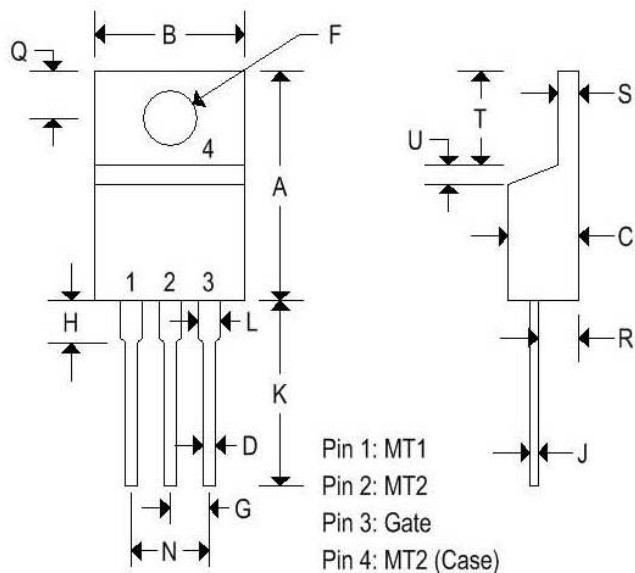 B
F
Q
S
T
U
4
A
C
1 2 3
H
L
R
K
D
J
G
N
Pin 1: MT1
Pin 2: MT2
Pin 3: Gate
Pin 4: MT2 (Case)